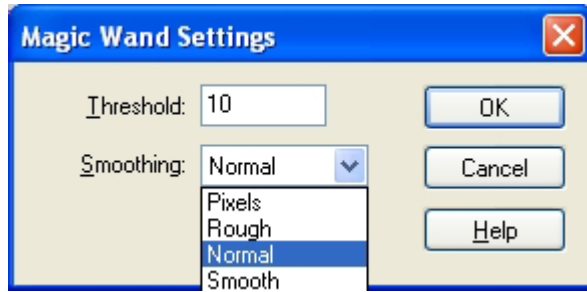 Magic Wand Settings
Threshold: 10
OK
Smoothing: Normal
Cancel
Pixels
Rough
Normal
Smooth
Help